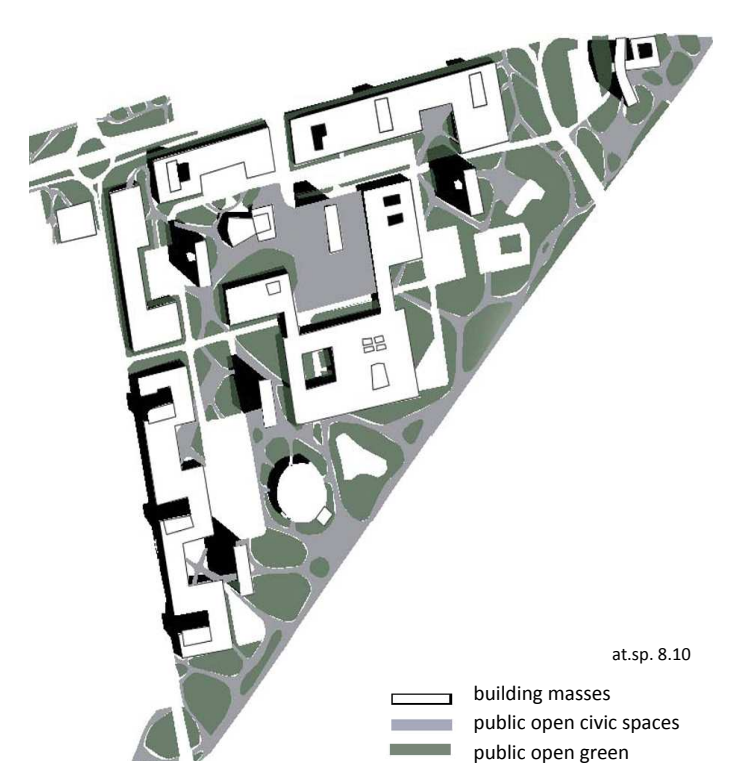 at.sp. 8.10
building masses
public open civic spaces
public open green